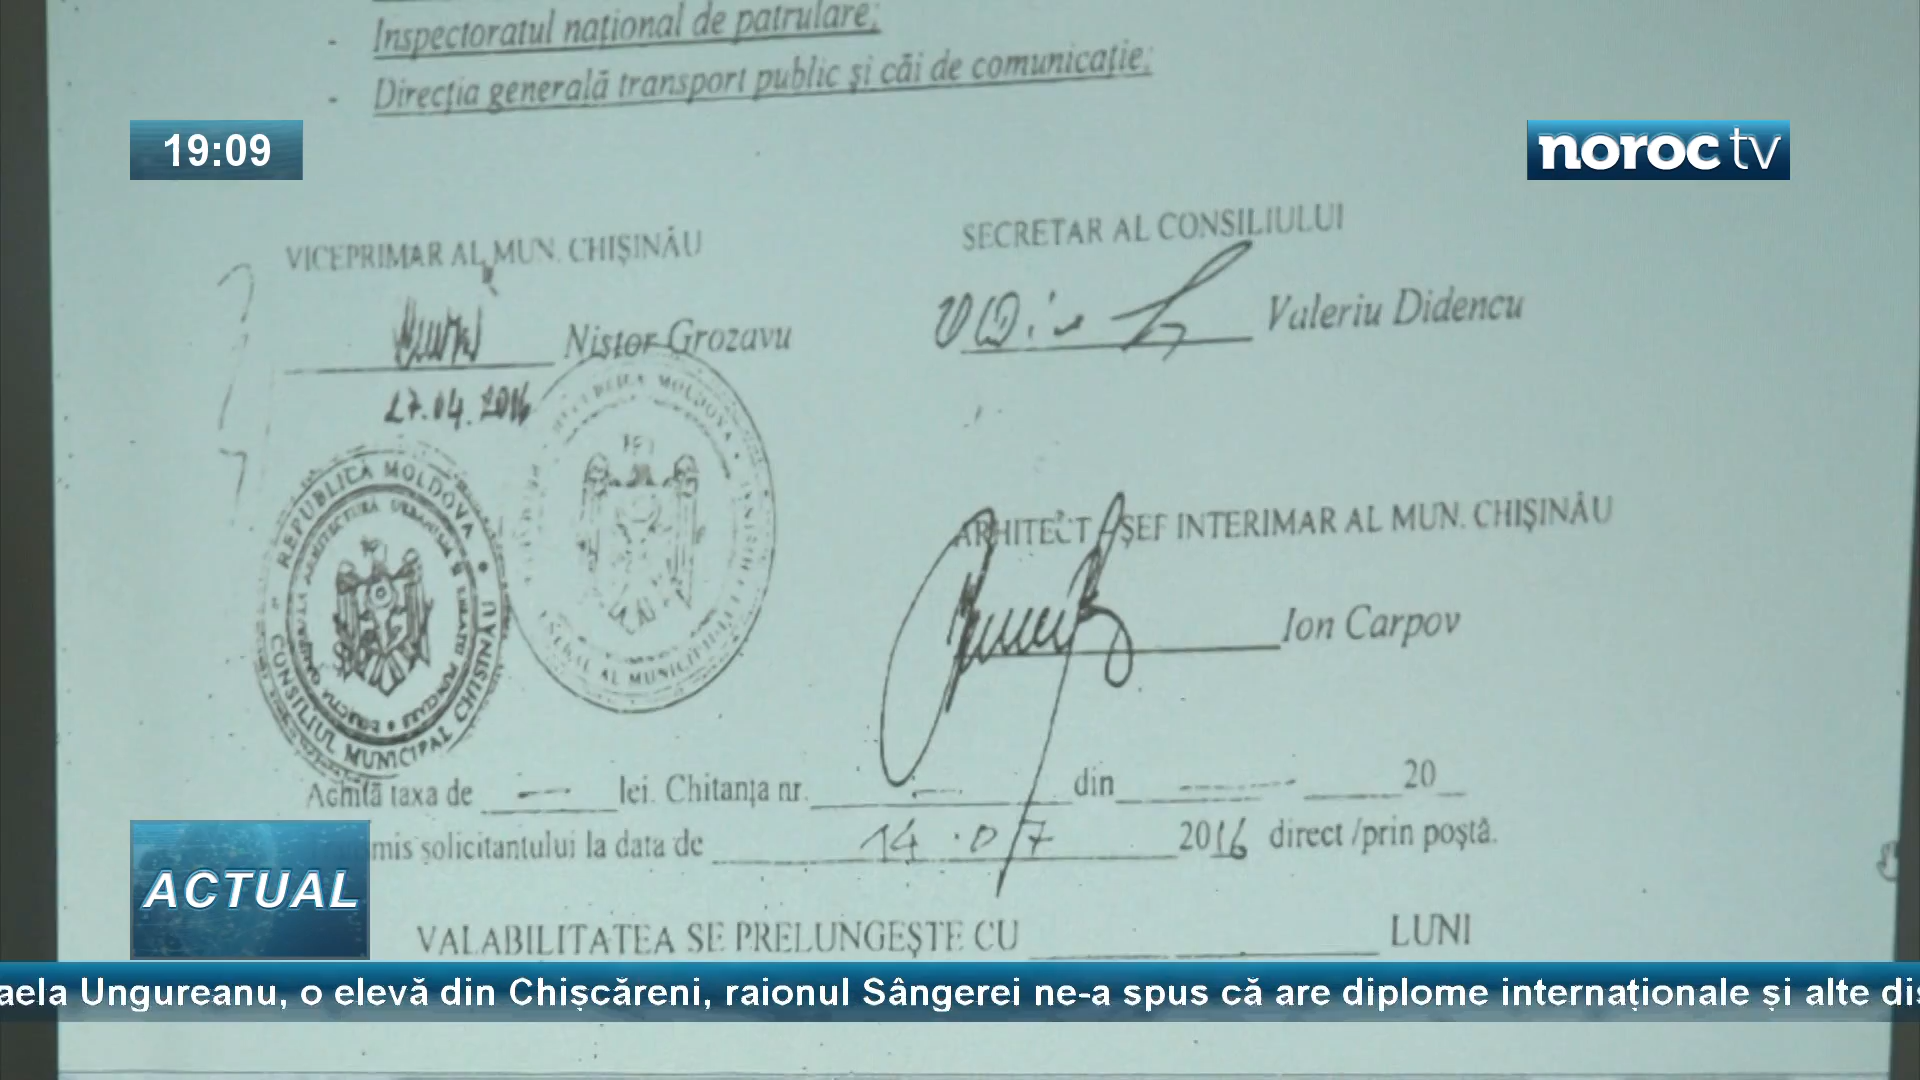 - Inspectoratul național de patrulare;
- Direcția generală transport public și căi de comunicație;
19:09
noroc tv
VICEPRIMAR AL MUN. CHIȘINĂU
SECRETAR AL CONSILIULUI
Nistor Grozavu
Valeriu Didencu
27.04.2016
REPUBLICA MOLDOVA
CONSILIUL MUNICIPAL CHIȘINĂU
REPUBLICA MOLDOVA
ARHITECT ȘEF INTERIMAR AL MUN. CHIȘINĂU
Ion Carpov
Achită taxa de — lei. Chitanța nr. — din 20
mis solicitantului la data de 14.07 2016 direct /prin poștă.
ACTUAL
VALABILITATEA SE PRELUNGEȘTE CU LUNI
aela Ungureanu, o elevă din Chișcăreni, raionul Sângerei ne-a spus că are diplome internaționale și alte dis